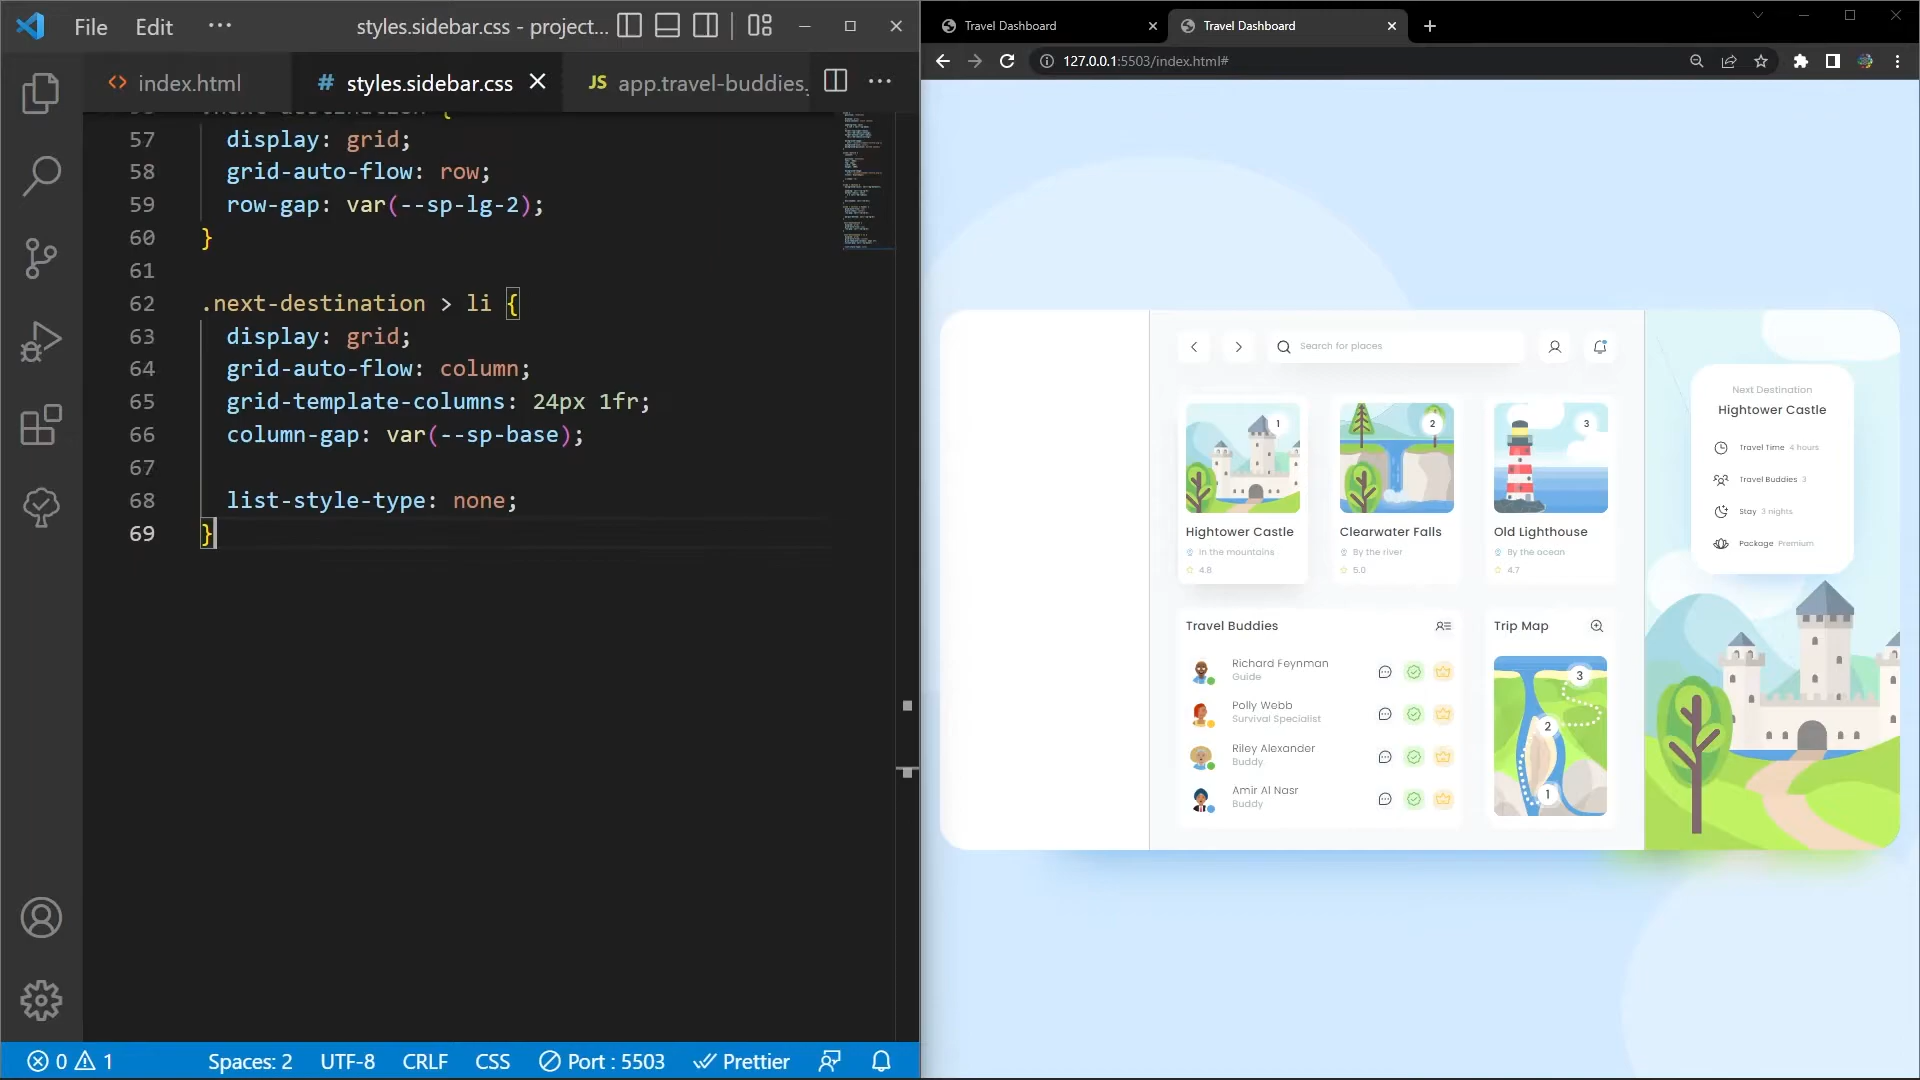 File Edit ··· styles.sidebar.css - project...
index.html # styles.sidebar.css JS app.travel-buddies.
57 display: grid;
58 grid-auto-flow: row;
59 row-gap: var(--sp-lg-2);
60 }
61
62 .next-destination > li {
63 display: grid;
64 grid-auto-flow: column;
65 grid-template-columns: 24px 1fr;
66 column-gap: var(--sp-base);
67
68 list-style-type: none;
69 }
0 1 Spaces: 2 UTF-8 CRLF CSS Port : 5503 Prettier
Travel Dashboard Travel Dashboard
127.0.0.1:5503/index.html#
Search for places
1
Hightower Castle
In the mountains
4.8
2
Clearwater Falls
By the river
5.0
3
Old Lighthouse
By the ocean
4.7
Travel Buddies
Richard Feynman
Guide
Polly Webb
Survival Specialist
Riley Alexander
Buddy
Amir Al Nasr
Buddy
Trip Map
3
2
1
Next Destination
Hightower Castle
Travel Time 4 hours
Travel Buddies 3
Stay 3 nights
Package Premium